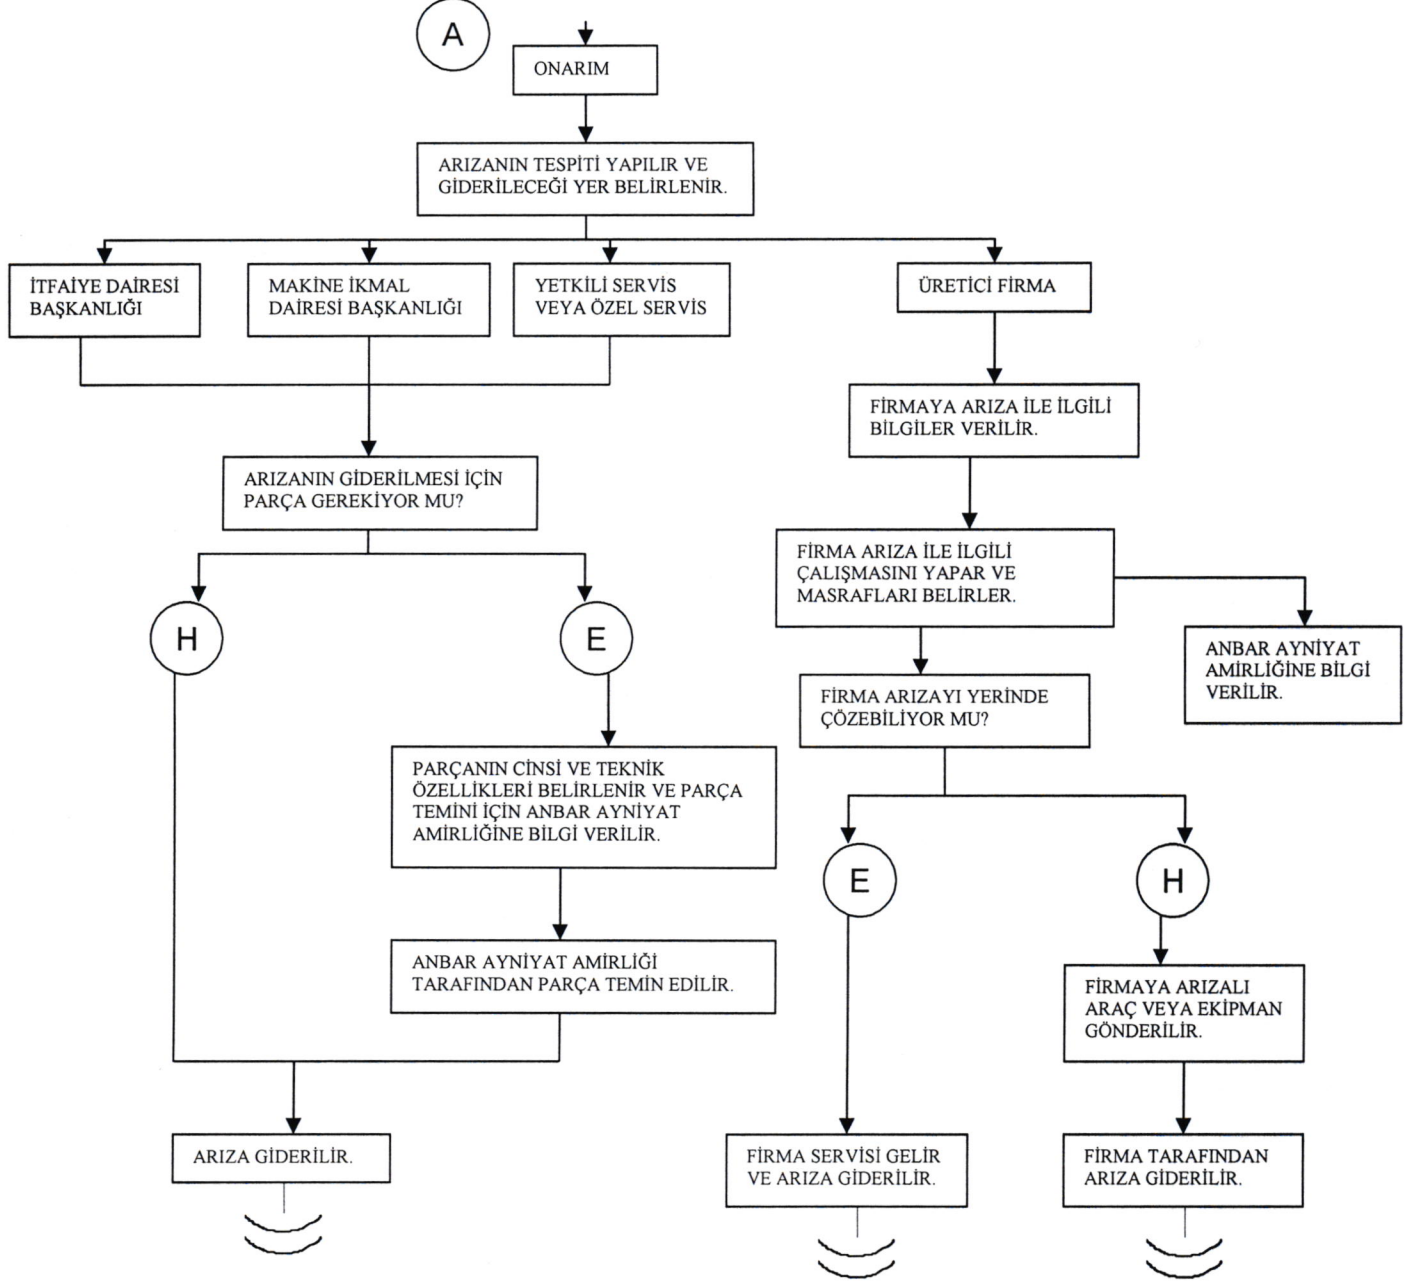 A
ONARIM
ARIZANIN TESPİTİ YAPILIR VE
GİDERİLECEĞİ YER BELİRLENİR.
İTFAİYE DAİRESİ
BAŞKANLIĞI
MAKİNE İKMAL
DAİRESİ BAŞKANLIĞI
YETKİLİ SERVİS
VEYA ÖZEL SERVİS
ÜRETİCİ FİRMA
FİRMAYA ARIZA İLE İLGİLİ
BİLGİLER VERİLİR.
ARIZANIN GİDERİLMESİ İÇİN
PARÇA GEREKİYOR MU?
FİRMA ARIZA İLE İLGİLİ
ÇALIŞMASINI YAPAR VE
MASRAFLARI BELİRLER.
H
E
ANBAR AYNİYAT
AMİRLİĞİNE BİLGİ
VERİLİR.
FİRMA ARIZAYI YERİNDE
ÇÖZEBİLİYOR MU?
PARÇANIN CİNSİ VE TEKNİK
ÖZELLİKLERİ BELİRLENİR VE PARÇA
TEMİNİ İÇİN ANBAR AYNİYAT
AMİRLİĞİNE BİLGİ VERİLİR.
E
H
ANBAR AYNİYAT AMİRLİĞİ
TARAFINDAN PARÇA TEMİN EDİLİR.
FİRMAYA ARIZALI
ARAÇ VEYA EKİPMAN
GÖNDERİLİR.
ARIZA GİDERİLİR.
FİRMA SERVİSİ GELİR
VE ARIZA GİDERİLİR.
FİRMA TARAFINDAN
ARIZA GİDERİLİR.